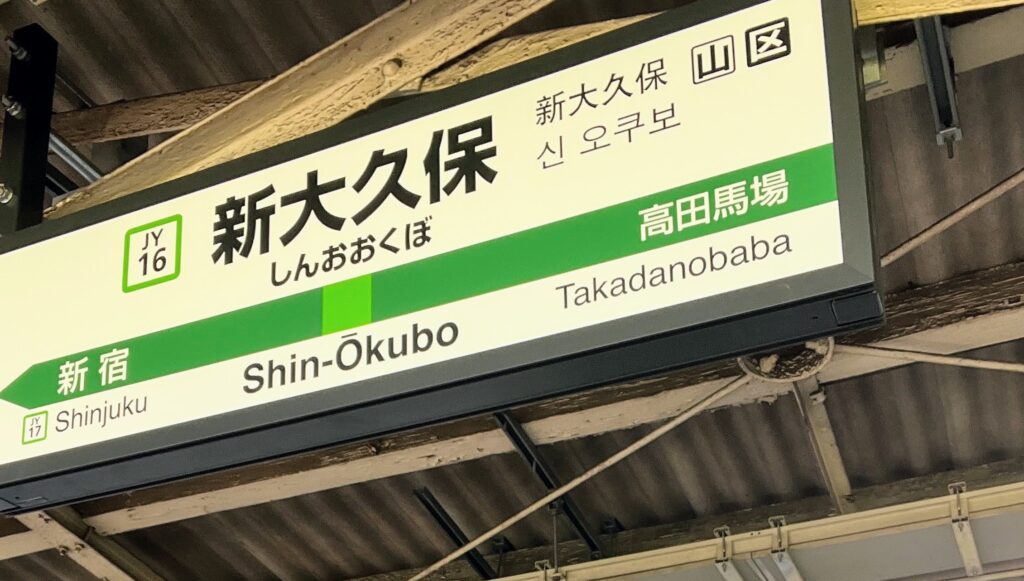 JY
16
新大久保
しんおおくぼ
新大久保
신 오쿠보
山 区
高田馬場
Takadanobaba
新宿
JY
17
Shinjuku
Shin-Ōkubo